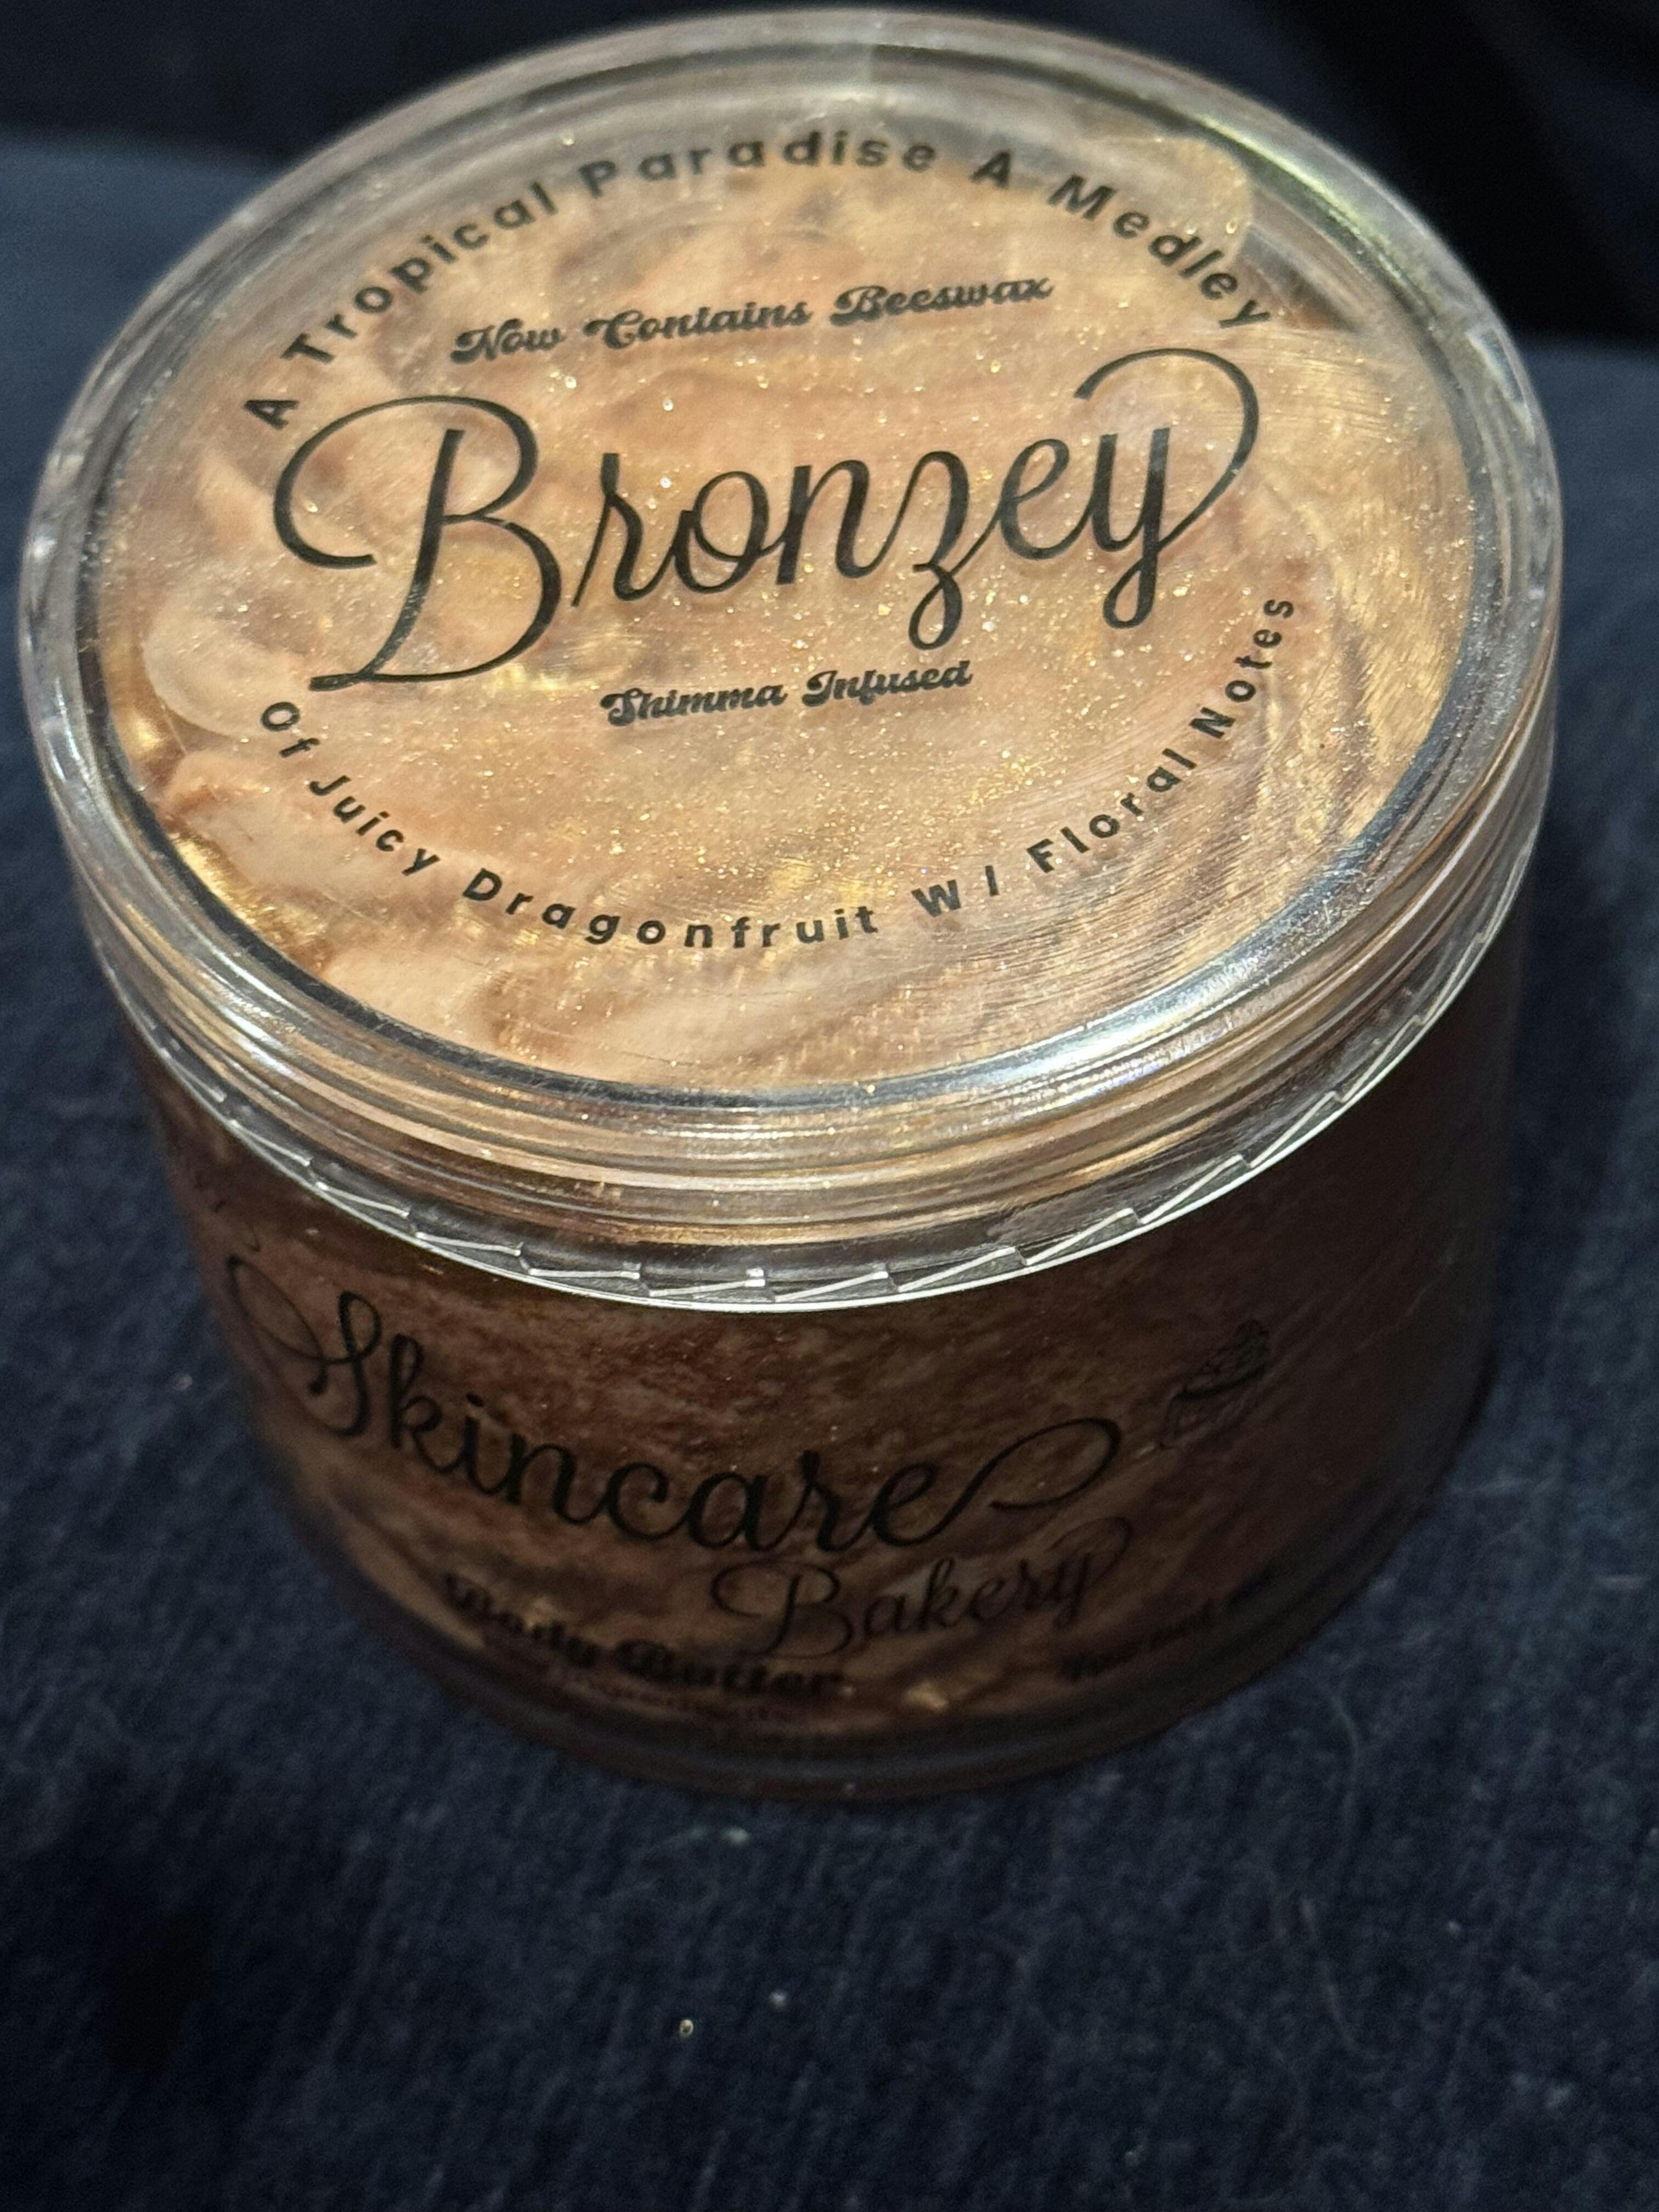 A Tropical Paradise A Medley
Now Contains Beeswax
Bronzey
Shimma Infused
Of Juicy Dragonfruit W/ Floral Notes
Skincare
Bakery
Body Butter